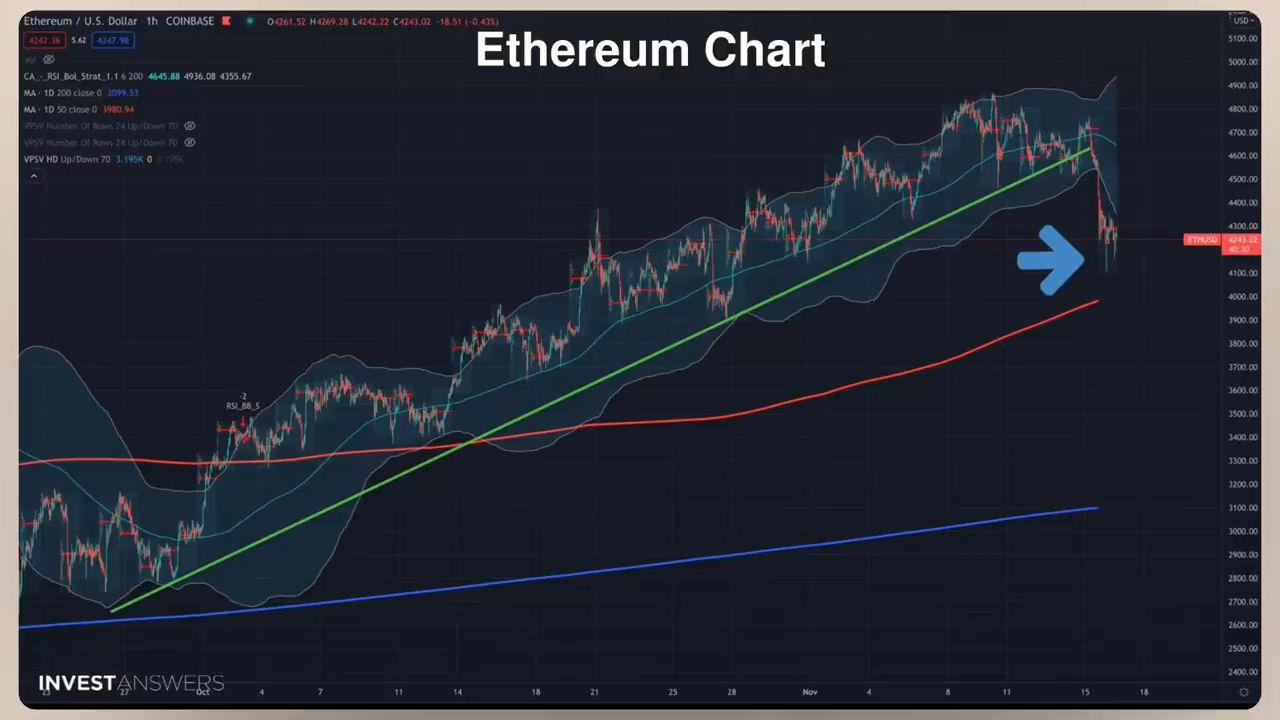 Ethereum / U.S. Dollar · 1h · COINBASE O4261.52 H4269.28 L4242.22 C4243.02 -18.51 (-0.43%)
USD
Ethereum Chart
4242.36 5.62 4247.98
Vol
CA_-_RSI_Bol_Strat_1.1 6 200 4645.88 4936.08 4355.67
MA · 1D 200 close 0 3099.53
MA · 1D 50 close 0 3980.94
VPSV Number Of Rows 24 Up/Down 70
VPSV Number Of Rows 24 Up/Down 70
VPSV HD Up/Down 70 3.195K 0 3.195K
5100.00
5000.00
4900.00
4800.00
4700.00
4600.00
4500.00
4400.00
4300.00
ETHUSD 4243.02
4100.00
4000.00
3900.00
3800.00
3700.00
3600.00
3500.00
3400.00
3300.00
3200.00
3100.00
3000.00
2900.00
2800.00
2700.00
2600.00
2500.00
2400.00
-2
RSI_BB_S
INVESTANSWERS
23 27 Oct 4 7 11 14 18 21 25 28 Nov 4 8 11 15 18